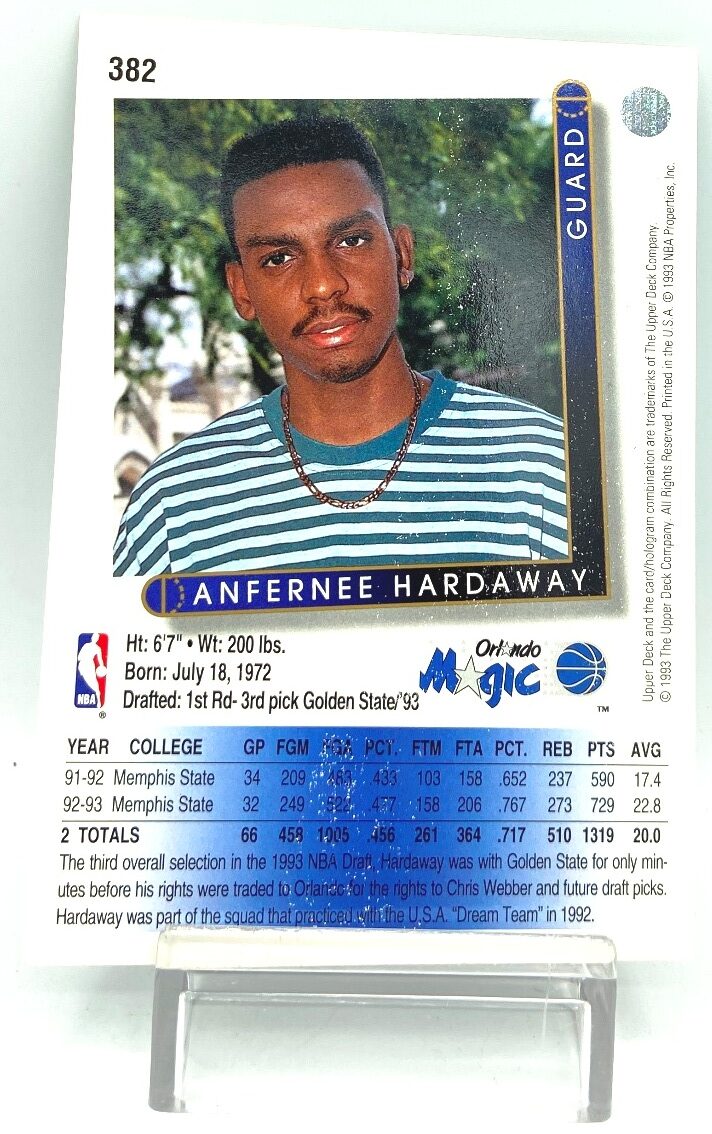 382
GUARD
ANFERNEE HARDAWAY
NBA
®
Ht: 6'7" • Wt: 200 lbs.
Born: July 18, 1972
Drafted: 1st Rd- 3rd pick Golden State/'93
Orlando
Magic
™
YEAR COLLEGE GP FGM FGA PCT. FTM FTA PCT. REB PTS AVG
91-92 Memphis State 34 209 .433 103 158 .652 237 590 17.4
92-93 Memphis State 32 249 522 .477 158 206 .767 273 729 22.8
2 TOTALS 66 458 1005 .456 261 364 .717 510 1319 20.0
The third overall selection in the 1993 NBA Draft, Hardaway was with Golden State for only min-
utes before his rights were traded to Orlando for the rights to Chris Webber and future draft picks.
Hardaway was part of the squad that practiced with the U.S.A. "Dream Team" in 1992.
Upper Deck and the card/hologram combination are trademarks of The Upper Deck Company.
© 1993 The Upper Deck Company. All Rights Reserved. Printed in the U.S.A. © 1993 NBA Properties, Inc.